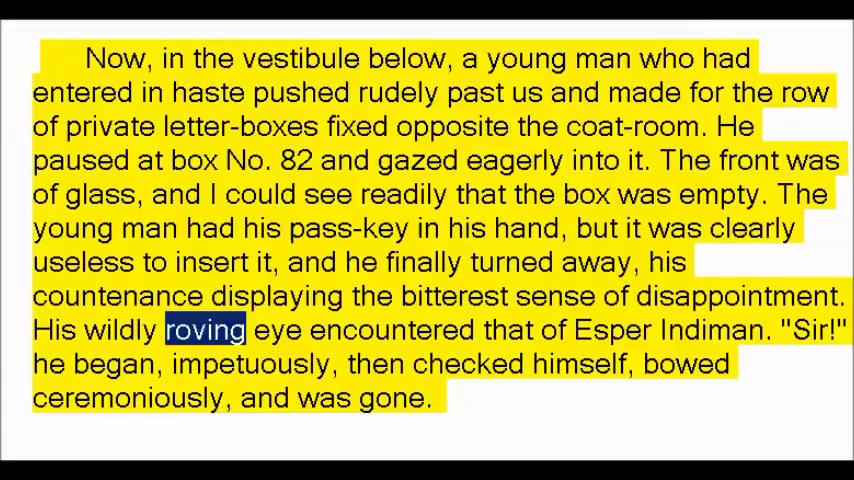 Now, in the vestibule below, a young man who had
entered in haste pushed rudely past us and made for the row
of private letter-boxes fixed opposite the coat-room. He
paused at box No. 82 and gazed eagerly into it. The front was
of glass, and I could see readily that the box was empty. The
young man had his pass-key in his hand, but it was clearly
useless to insert it, and he finally turned away, his
countenance displaying the bitterest sense of disappointment.
His wildly roving eye encountered that of Esper Indiman. "Sir!"
he began, impetuously, then checked himself, bowed
ceremoniously, and was gone.